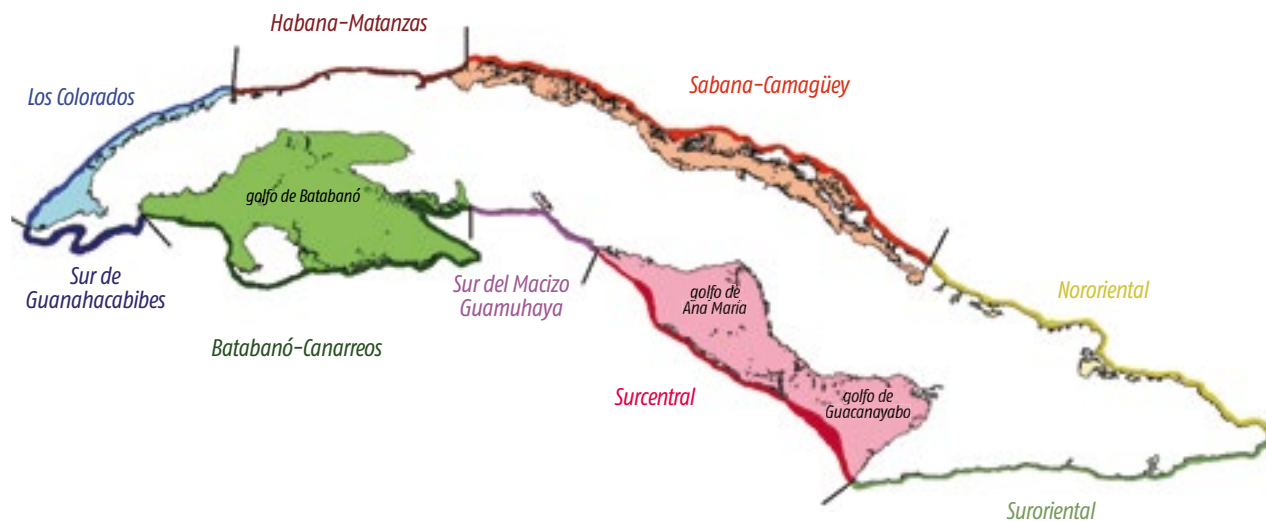 Habana-Matanzas
Los Colorados
Sabana-Camagüey
golfo de Batabanó
Sur de
Guanahacabibes
Sur del Macizo
Guamuhaya
golfo de
Ana María
Nororiental
Batabanó-Canarreos
Surcentral
golfo de
Guacanayabo
Suroriental